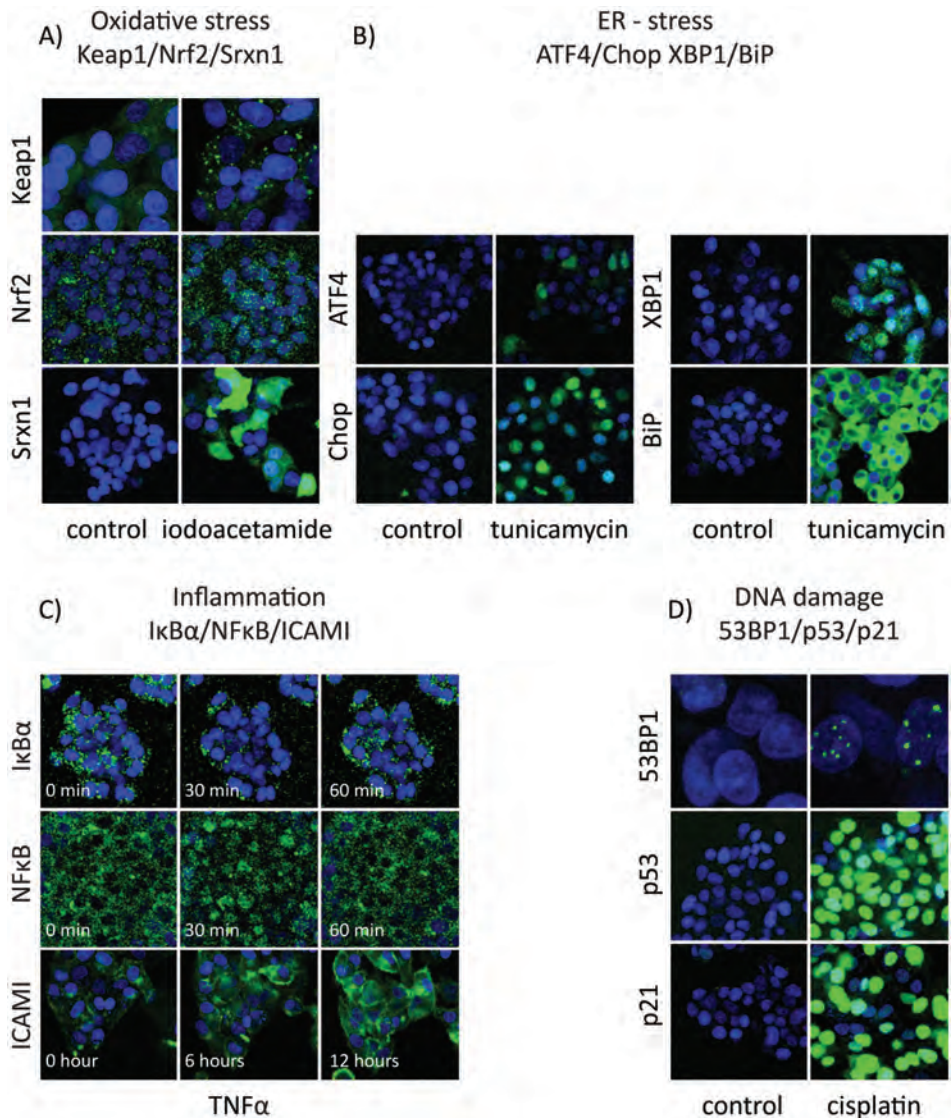 A)
Oxidative stress
Keap1/Nrf2/Srxn1
Keap1
Nrf2
Srxn1
control iodoacetamide
B)
ER - stress
ATF4/Chop XBP1/BiP
ATF4
Chop
control tunicamycin
XBP1
BiP
control tunicamycin
C)
Inflammation
IκBα/NFκB/ICAMI
IκBα
0 min 30 min 60 min
NFκB
0 min 30 min 60 min
ICAMI
0 hour 6 hours 12 hours
TNFα
D)
DNA damage
53BP1/p53/p21
53BP1
p53
p21
control cisplatin